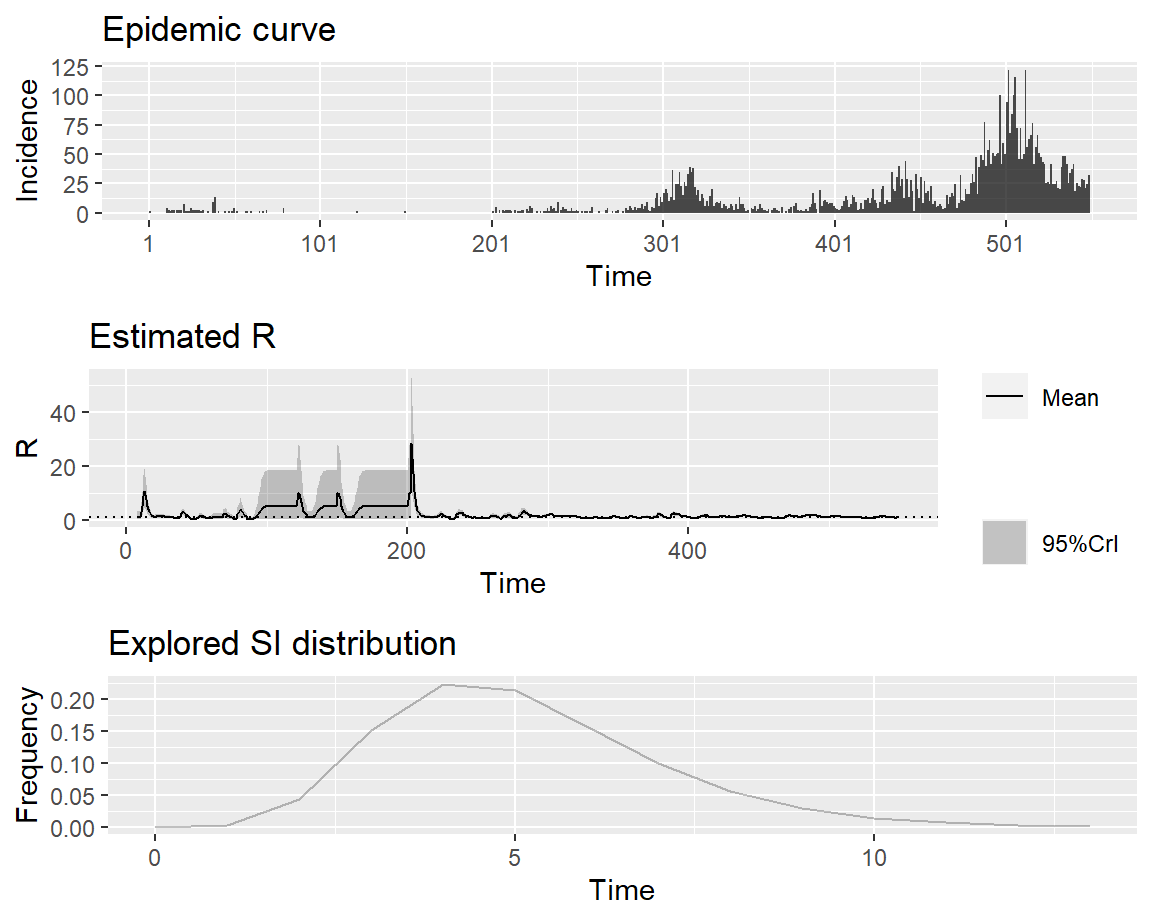 Epidemic curve
125
100
75
50
25
0
Incidence
1 101 201 301 401 501
Time
Estimated R
40
20
0
R
0 200 400
Time
Mean
95%CrI
Explored SI distribution
0.20
0.15
0.10
0.05
0.00
Frequency
0 5 10
Time